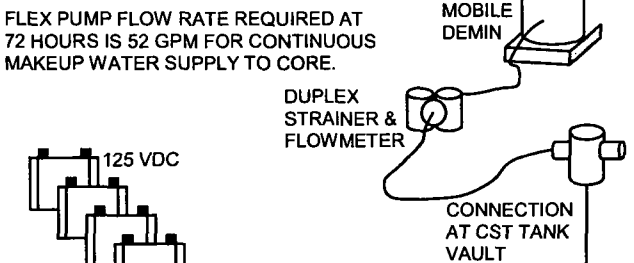 FLEX PUMP FLOW RATE REQUIRED AT
72 HOURS IS 52 GPM FOR CONTINUOUS
MAKEUP WATER SUPPLY TO CORE.
MOBILE
DEMIN
DUPLEX
STRAINER &
FLOWMETER
125 VDC
CONNECTION
AT CST TANK
VAULT